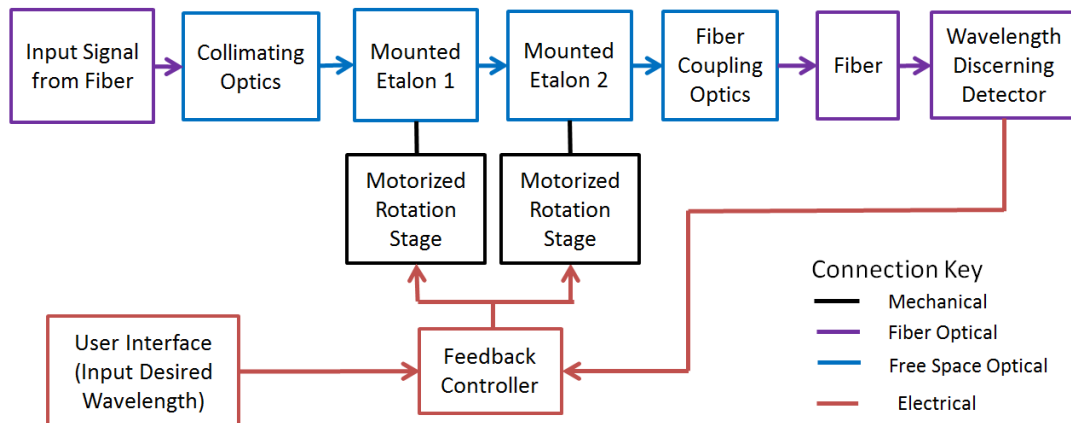 Input Signal
from Fiber
Collimating
Optics
Mounted
Etalon 1
Mounted
Etalon 2
Fiber
Coupling
Optics
Fiber
Wavelength
Discerning
Detector
Motorized
Rotation
Stage
Motorized
Rotation
Stage
User Interface
(Input Desired
Wavelength)
Feedback
Controller
Connection Key
Mechanical
Fiber Optical
Free Space Optical
Electrical